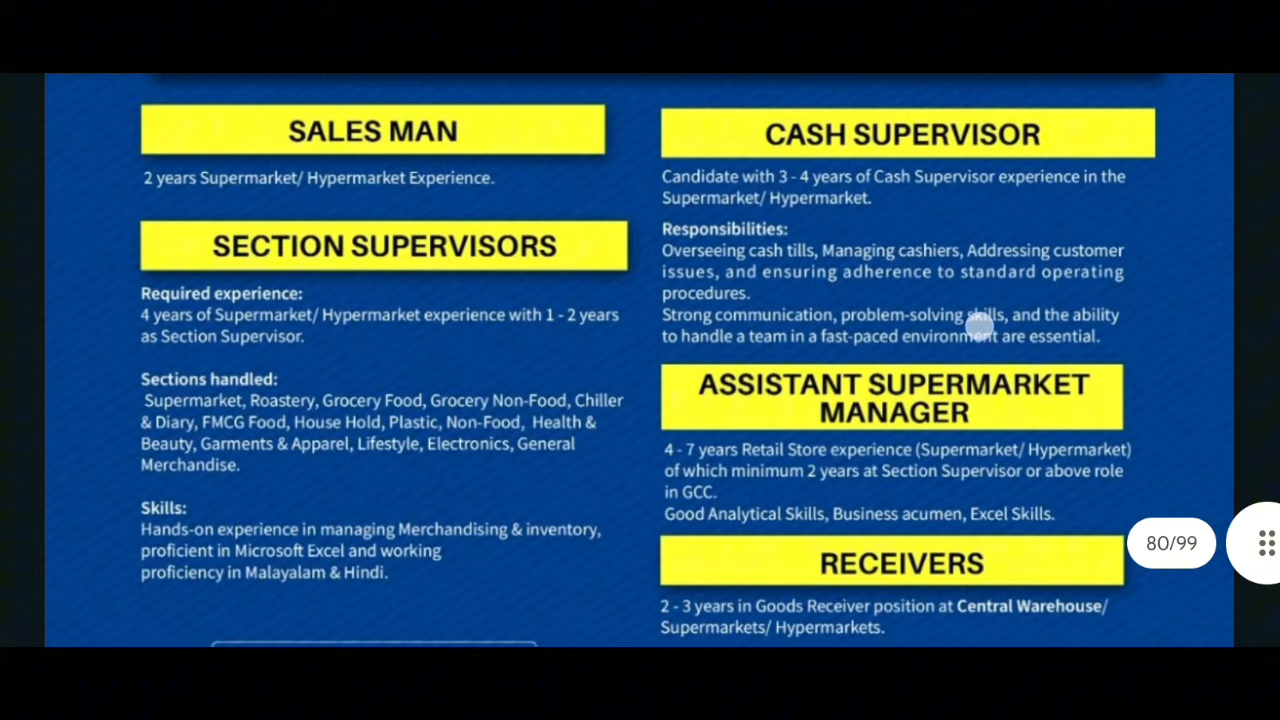 SALES MAN
2 years Supermarket/ Hypermarket Experience.
SECTION SUPERVISORS
Required experience:
4 years of Supermarket/ Hypermarket experience with 1 - 2 years
as Section Supervisor.
Sections handled:
Supermarket, Roastery, Grocery Food, Grocery Non-Food, Chiller
& Diary, FMCG Food, House Hold, Plastic, Non-Food, Health &
Beauty, Garments & Apparel, Lifestyle, Electronics, General
Merchandise.
Skills:
Hands-on experience in managing Merchandising & inventory,
proficient in Microsoft Excel and working
proficiency in Malayalam & Hindi.
CASH SUPERVISOR
Candidate with 3 - 4 years of Cash Supervisor experience in the
Supermarket/ Hypermarket.
Responsibilities:
Overseeing cash tills, Managing cashiers, Addressing customer
issues, and ensuring adherence to standard operating
procedures.
Strong communication, problem-solving skills, and the ability
to handle a team in a fast-paced environment are essential.
ASSISTANT SUPERMARKET
MANAGER
4 - 7 years Retail Store experience (Supermarket/ Hypermarket)
of which minimum 2 years at Section Supervisor or above role
in GCC.
Good Analytical Skills, Business acumen, Excel Skills.
RECEIVERS
2 - 3 years in Goods Receiver position at Central Warehouse/
Supermarkets/ Hypermarkets.
80/99